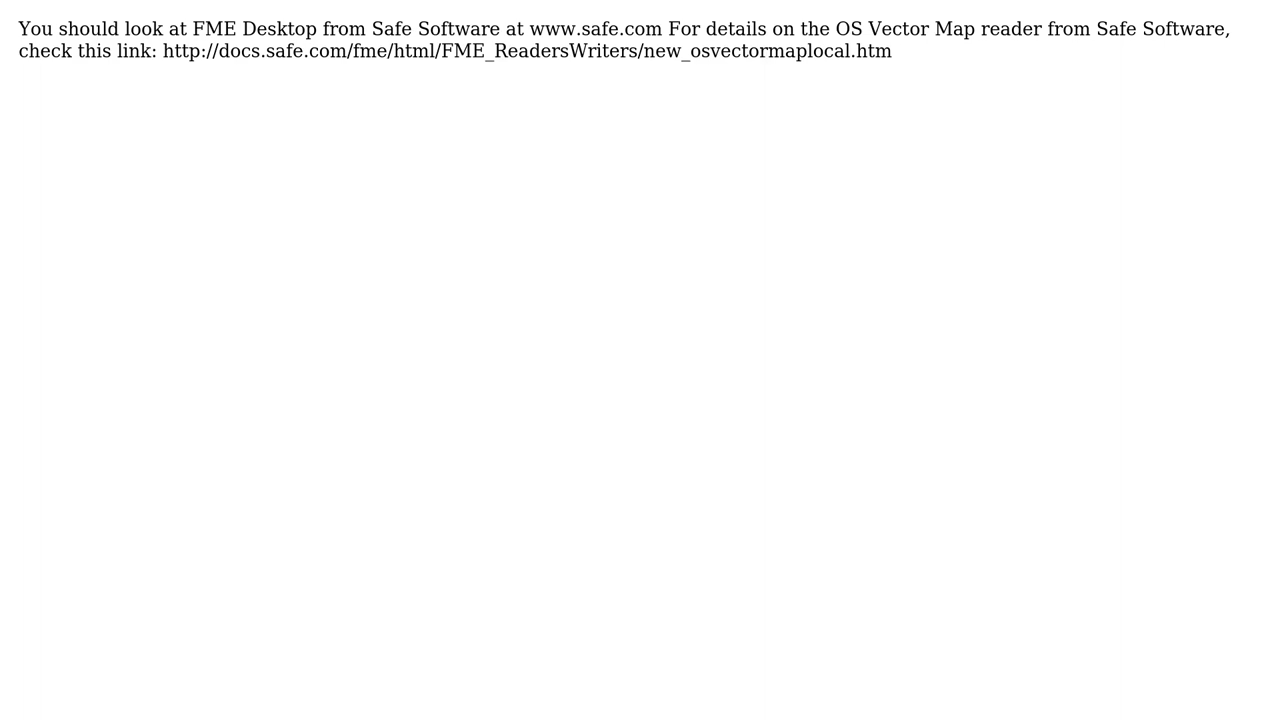 You should look at FME Desktop from Safe Software at www.safe.com For details on the OS Vector Map reader from Safe Software,
check this link: http://docs.safe.com/fme/html/FME_ReadersWriters/new_osvectormaplocal.htm